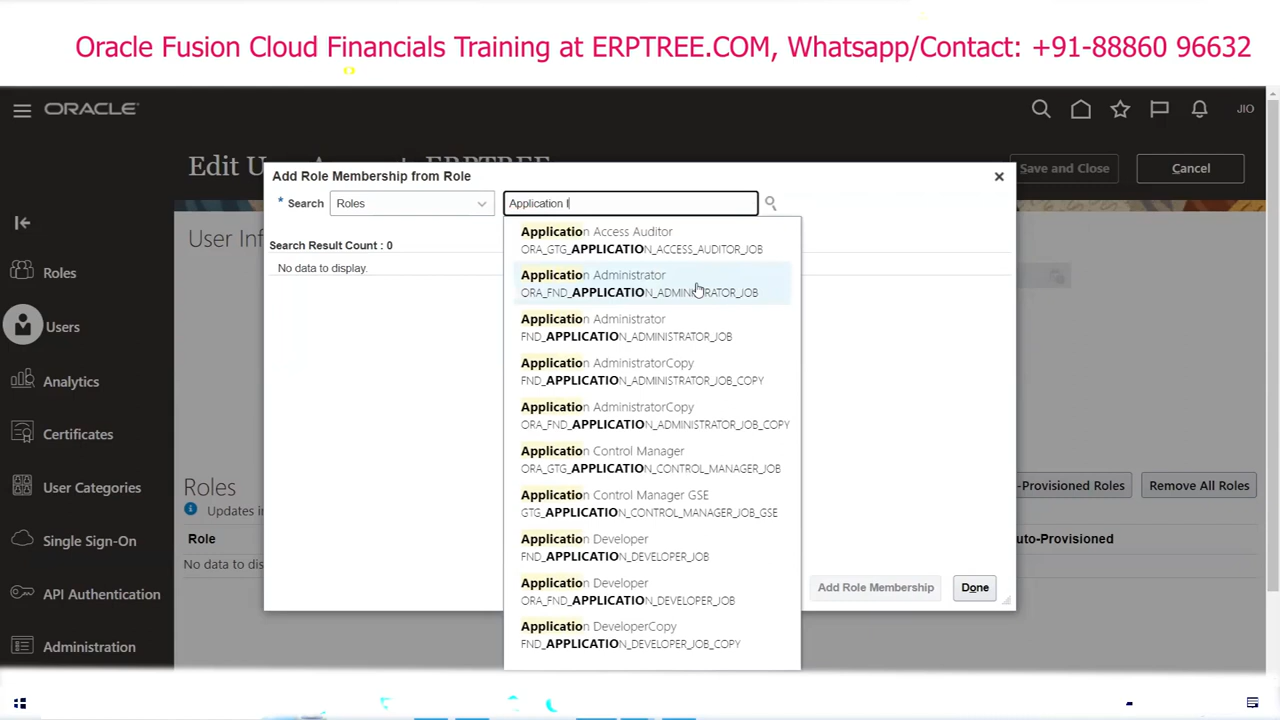 Oracle Fusion Cloud Financials Training at ERPTREE.COM, Whatsapp/Contact: +91-88860 96632
ORACLE
JIO
Save and Close
Cancel
Add Role Membership from Role
* Search
Roles
Application I
Search Result Count : 0
No data to display.
Application Access Auditor
ORA_GTG_APPLICATION_ACCESS_AUDITOR_JOB
Application Administrator
ORA_FND_APPLICATION_ADMINISTRATOR_JOB
Application Administrator
FND_APPLICATION_ADMINISTRATOR_JOB
Application AdministratorCopy
FND_APPLICATION_ADMINISTRATOR_JOB_COPY
Application AdministratorCopy
ORA_FND_APPLICATION_ADMINISTRATOR_JOB_COPY
Application Control Manager
ORA_GTG_APPLICATION_CONTROL_MANAGER_JOB
Application Control Manager GSE
GTG_APPLICATION_CONTROL_MANAGER_JOB_GSE
Application Developer
FND_APPLICATION_DEVELOPER_JOB
Application Developer
ORA_FND_APPLICATION_DEVELOPER_JOB
Application DeveloperCopy
FND_APPLICATION_DEVELOPER_JOB_COPY
Add Role Membership
Done
Edit U
User Inf
Roles
Users
Analytics
Certificates
User Categories
Single Sign-On
API Authentication
Administration
Roles
-Provisioned Roles
Remove All Roles
Updates in
Role
uto-Provisioned
No data to dis